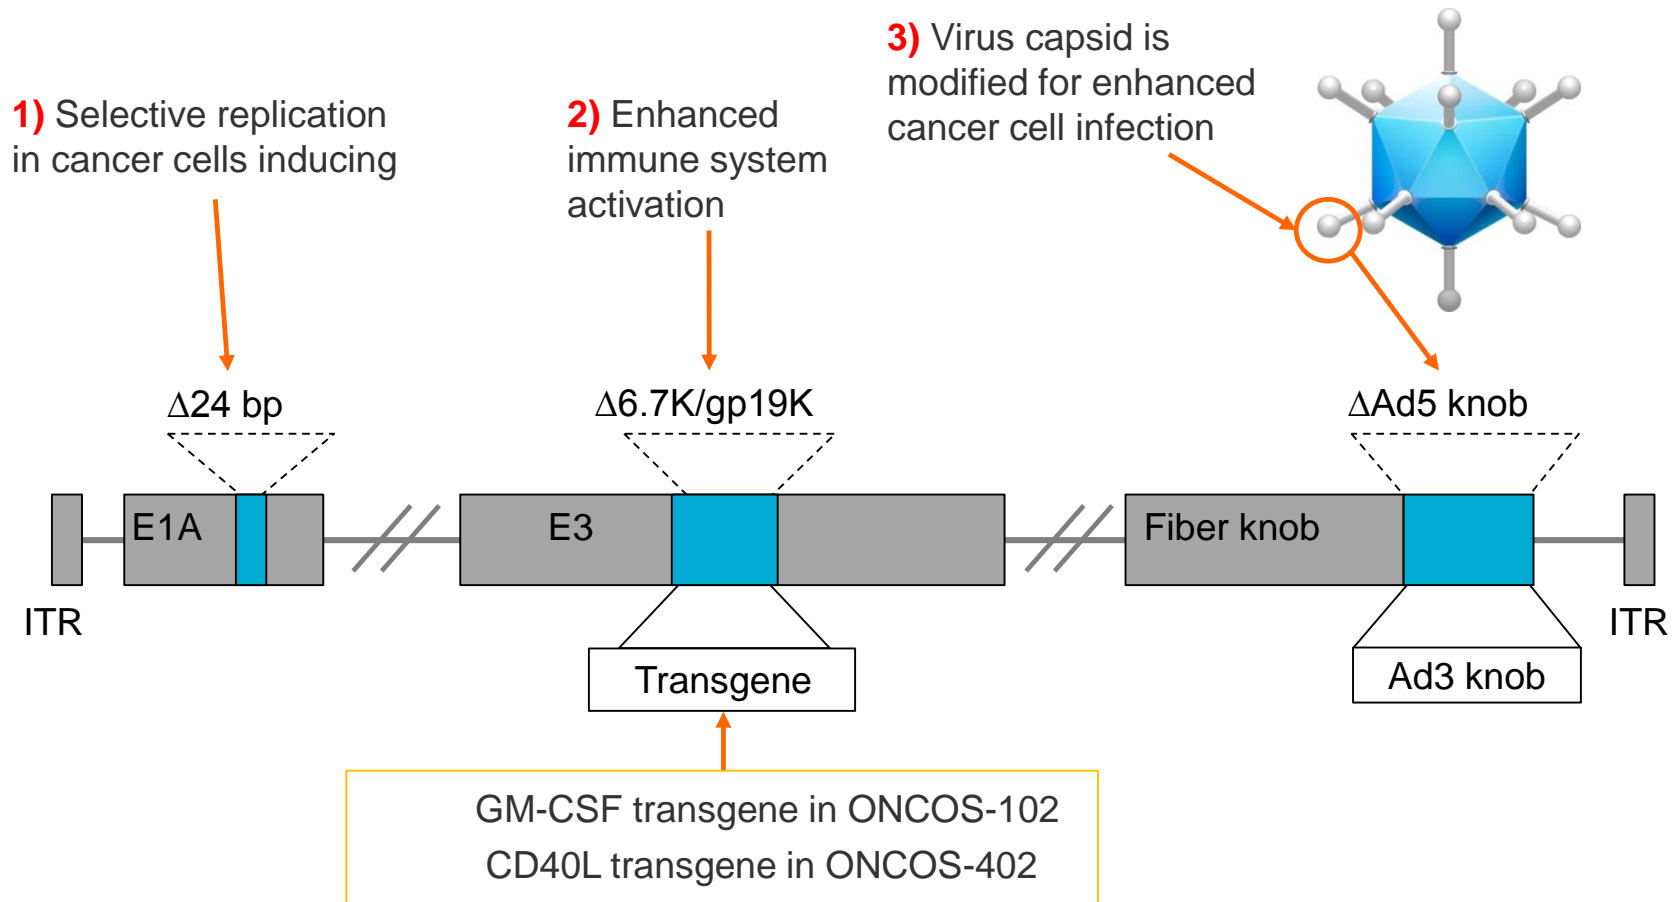 1) Selective replication
in cancer cells inducing
2) Enhanced
immune system
activation
3) Virus capsid is
modified for enhanced
cancer cell infection
Δ24 bp
Δ6.7K/gp19K
ΔAd5 knob
E1A
E3
Fiber knob
ITR
ITR
Transgene
Ad3 knob
GM-CSF transgene in ONCOS-102
CD40L transgene in ONCOS-402